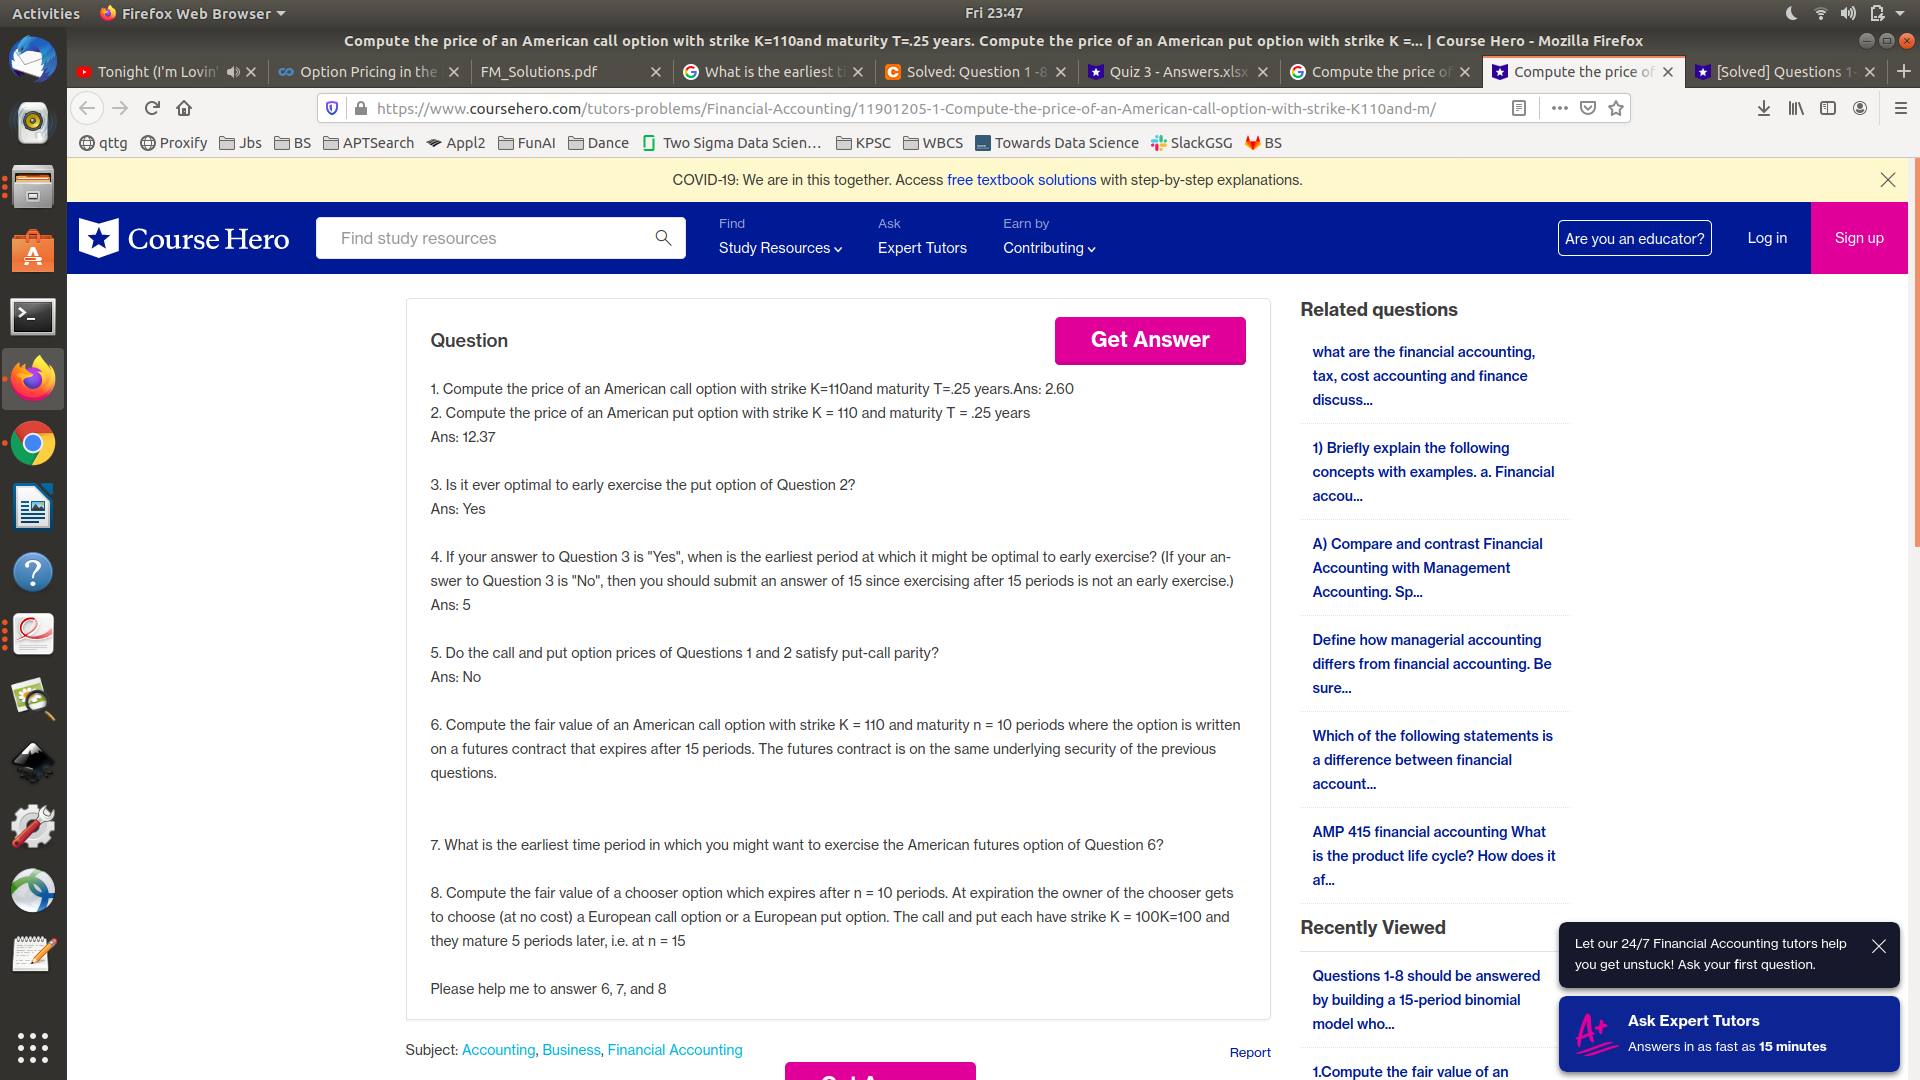 Activities
Firefox Web Browser
Fri 23:47
Compute the price of an American call option with strike K=110and maturity T=.25 years. Compute the price of an American put option with strike K =... | Course Hero - Mozilla Firefox
Tonight (I'm Lovin'
Option Pricing in the
FM_Solutions.pdf
What is the earliest ti
Solved: Question 1 -8
Quiz 3 - Answers.xlsx
Compute the price of
Compute the price of
[Solved] Questions 1-
https://www.coursehero.com/tutors-problems/Financial-Accounting/11901205-1-Compute-the-price-of-an-American-call-option-with-strike-K110and-m/
qttg
Proxify
Jbs
BS
APTSearch
Appl2
FunAI
Dance
Two Sigma Data Scien...
KPSC
WBCS
Towards Data Science
SlackGSG
BS
COVID-19: We are in this together. Access free textbook solutions with step-by-step explanations.
Course Hero
Find study resources
Find
Study Resources
Ask
Expert Tutors
Earn by
Contributing
Are you an educator?
Log in
Sign up
Question
Get Answer
1. Compute the price of an American call option with strike K=110and maturity T=.25 years.Ans: 2.60
2. Compute the price of an American put option with strike K = 110 and maturity T = .25 years
Ans: 12.37
3. Is it ever optimal to early exercise the put option of Question 2?
Ans: Yes
4. If your answer to Question 3 is "Yes", when is the earliest period at which it might be optimal to early exercise? (If your an-
swer to Question 3 is "No", then you should submit an answer of 15 since exercising after 15 periods is not an early exercise.)
Ans: 5
5. Do the call and put option prices of Questions 1 and 2 satisfy put-call parity?
Ans: No
6. Compute the fair value of an American call option with strike K = 110 and maturity n = 10 periods where the option is written
on a futures contract that expires after 15 periods. The futures contract is on the same underlying security of the previous
questions.
7. What is the earliest time period in which you might want to exercise the American futures option of Question 6?
8. Compute the fair value of a chooser option which expires after n = 10 periods. At expiration the owner of the chooser gets
to choose (at no cost) a European call option or a European put option. The call and put each have strike K = 100K=100 and
they mature 5 periods later, i.e. at n = 15
Please help me to answer 6, 7, and 8
Subject: Accounting, Business, Financial Accounting
Report
Related questions
what are the financial accounting,
tax, cost accounting and finance
discuss...
1) Briefly explain the following
concepts with examples. a. Financial
accou...
A) Compare and contrast Financial
Accounting with Management
Accounting. Sp...
Define how managerial accounting
differs from financial accounting. Be
sure...
Which of the following statements is
a difference between financial
account...
AMP 415 financial accounting What
is the product life cycle? How does it
af...
Recently Viewed
Questions 1-8 should be answered
by building a 15-period binomial
model who...
1.Compute the fair value of an
Let our 24/7 Financial Accounting tutors help
you get unstuck! Ask your first question.
A+
Ask Expert Tutors
Answers in as fast as 15 minutes